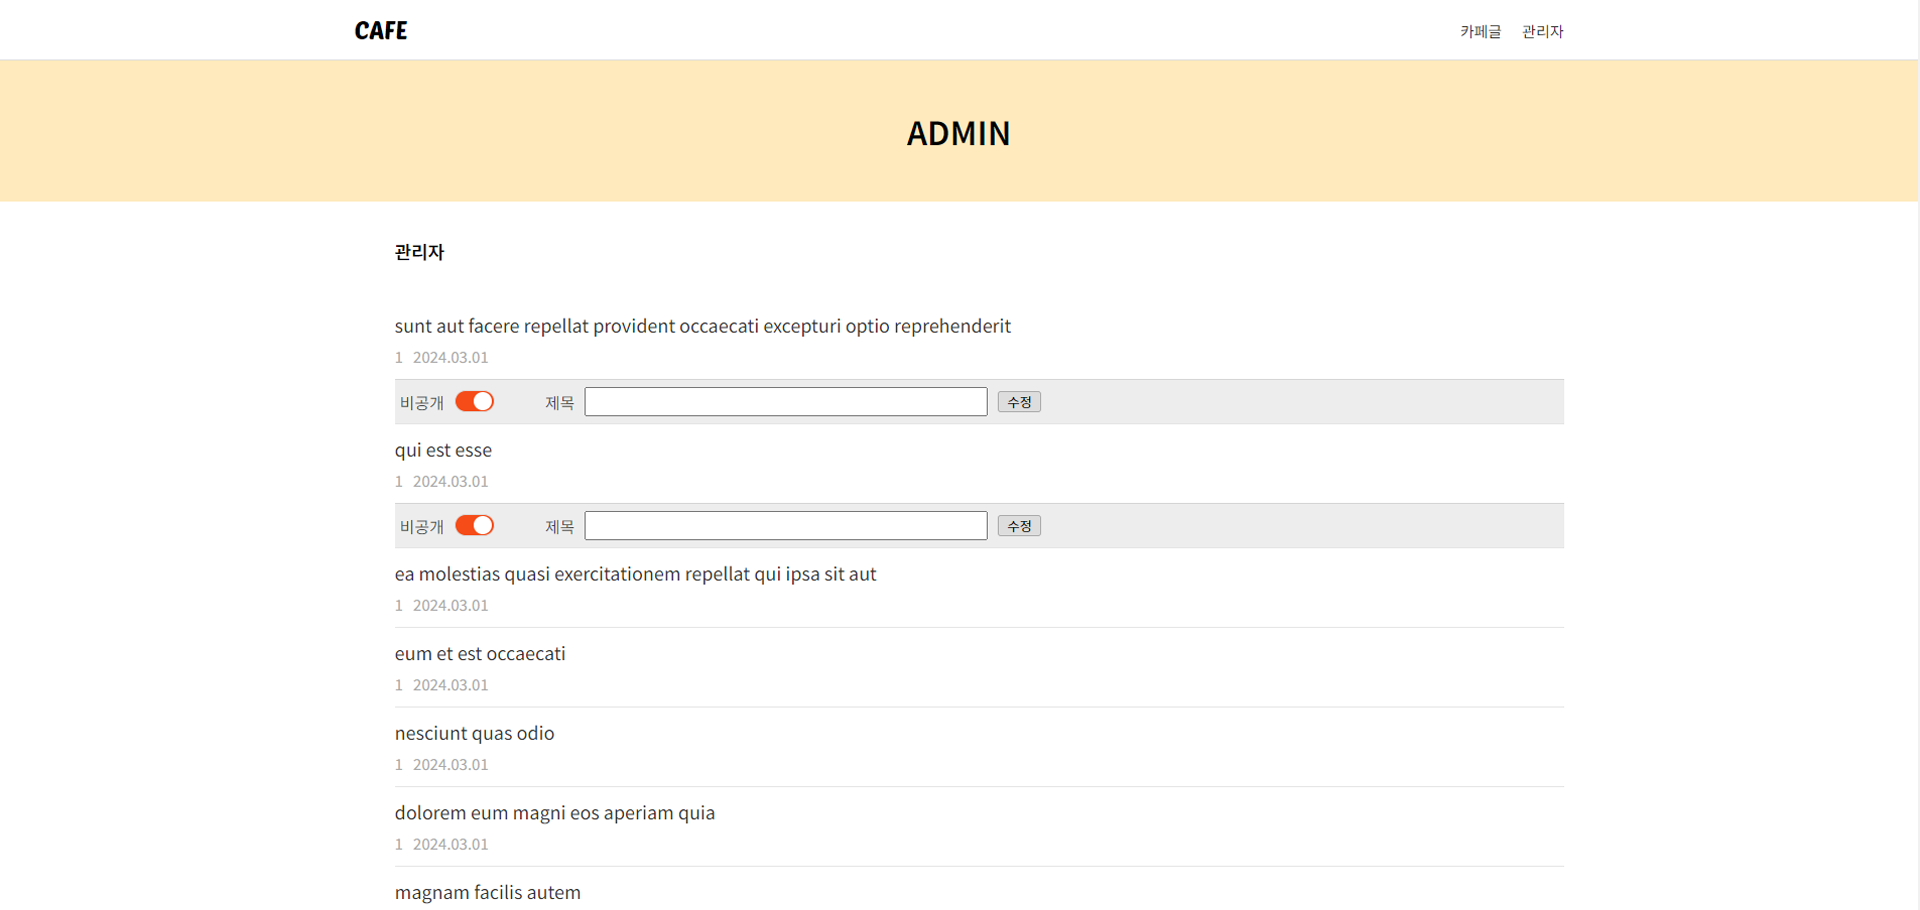 CAFE 카페글 관리자
ADMIN
관리자
sunt aut facere repellat provident occaecati excepturi optio reprehenderit
1 2024.03.01
비공개 제목 수정
qui est esse
1 2024.03.01
비공개 제목 수정
ea molestias quasi exercitationem repellat qui ipsa sit aut
1 2024.03.01
eum et est occaecati
1 2024.03.01
nesciunt quas odio
1 2024.03.01
dolorem eum magni eos aperiam quia
1 2024.03.01
magnam facilis autem